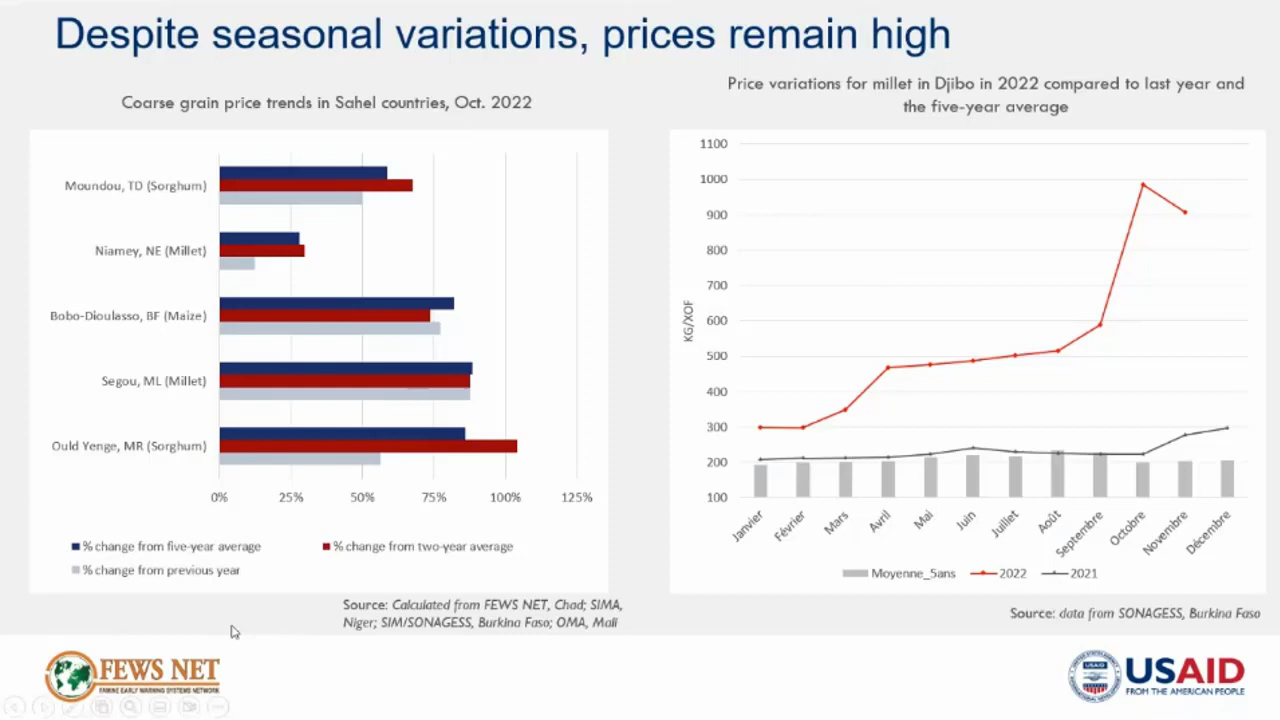 Despite seasonal variations, prices remain high
Coarse grain price trends in Sahel countries, Oct. 2022
Moundou, TD (Sorghum)
Niamey, NE (Millet)
Bobo-Dioulasso, BF (Maize)
Segou, ML (Millet)
Ould Yenge, MR (Sorghum)
0% 25% 50% 75% 100% 125%
% change from five-year average
% change from two-year average
% change from previous year
Source: Calculated from FEWS NET, Chad; SIMA,
Niger; SIM/SONAGESS, Burkina Faso; OMA, Mali
Price variations for millet in Djibo in 2022 compared to last year and
the five-year average
1100
1000
900
800
700
600
500
400
300
200
100
KG/XOF
Janvier Février Mars Avril Mai Juin Juillet Août Septembre Octobre Novembre Décembre
Moyenne_5ans 2022 2021
Source: data from SONAGESS, Burkina Faso
FEWS NET
FAMINE EARLY WARNING SYSTEMS NETWORK
USAID
USAID
FROM THE AMERICAN PEOPLE